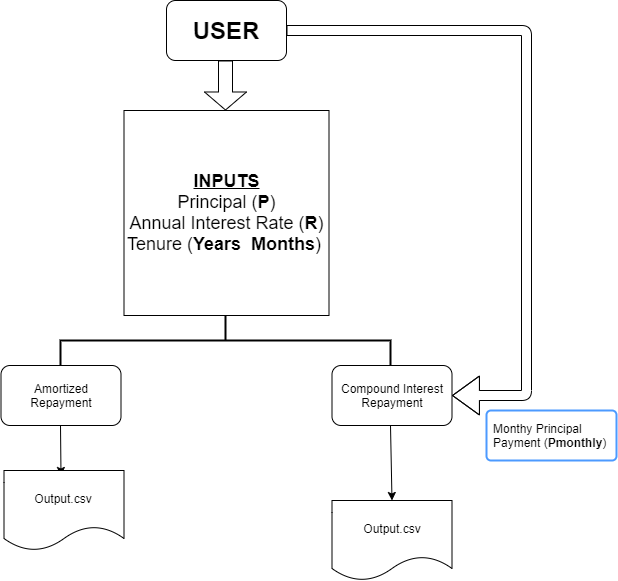 USER
INPUTS
Principal (P)
Annual Interest Rate (R)
Tenure (Years  Months)
Amortized
Repayment
Compound Interest
Repayment
Monthy Principal
Payment (Pmonthly)
Output.csv
Output.csv